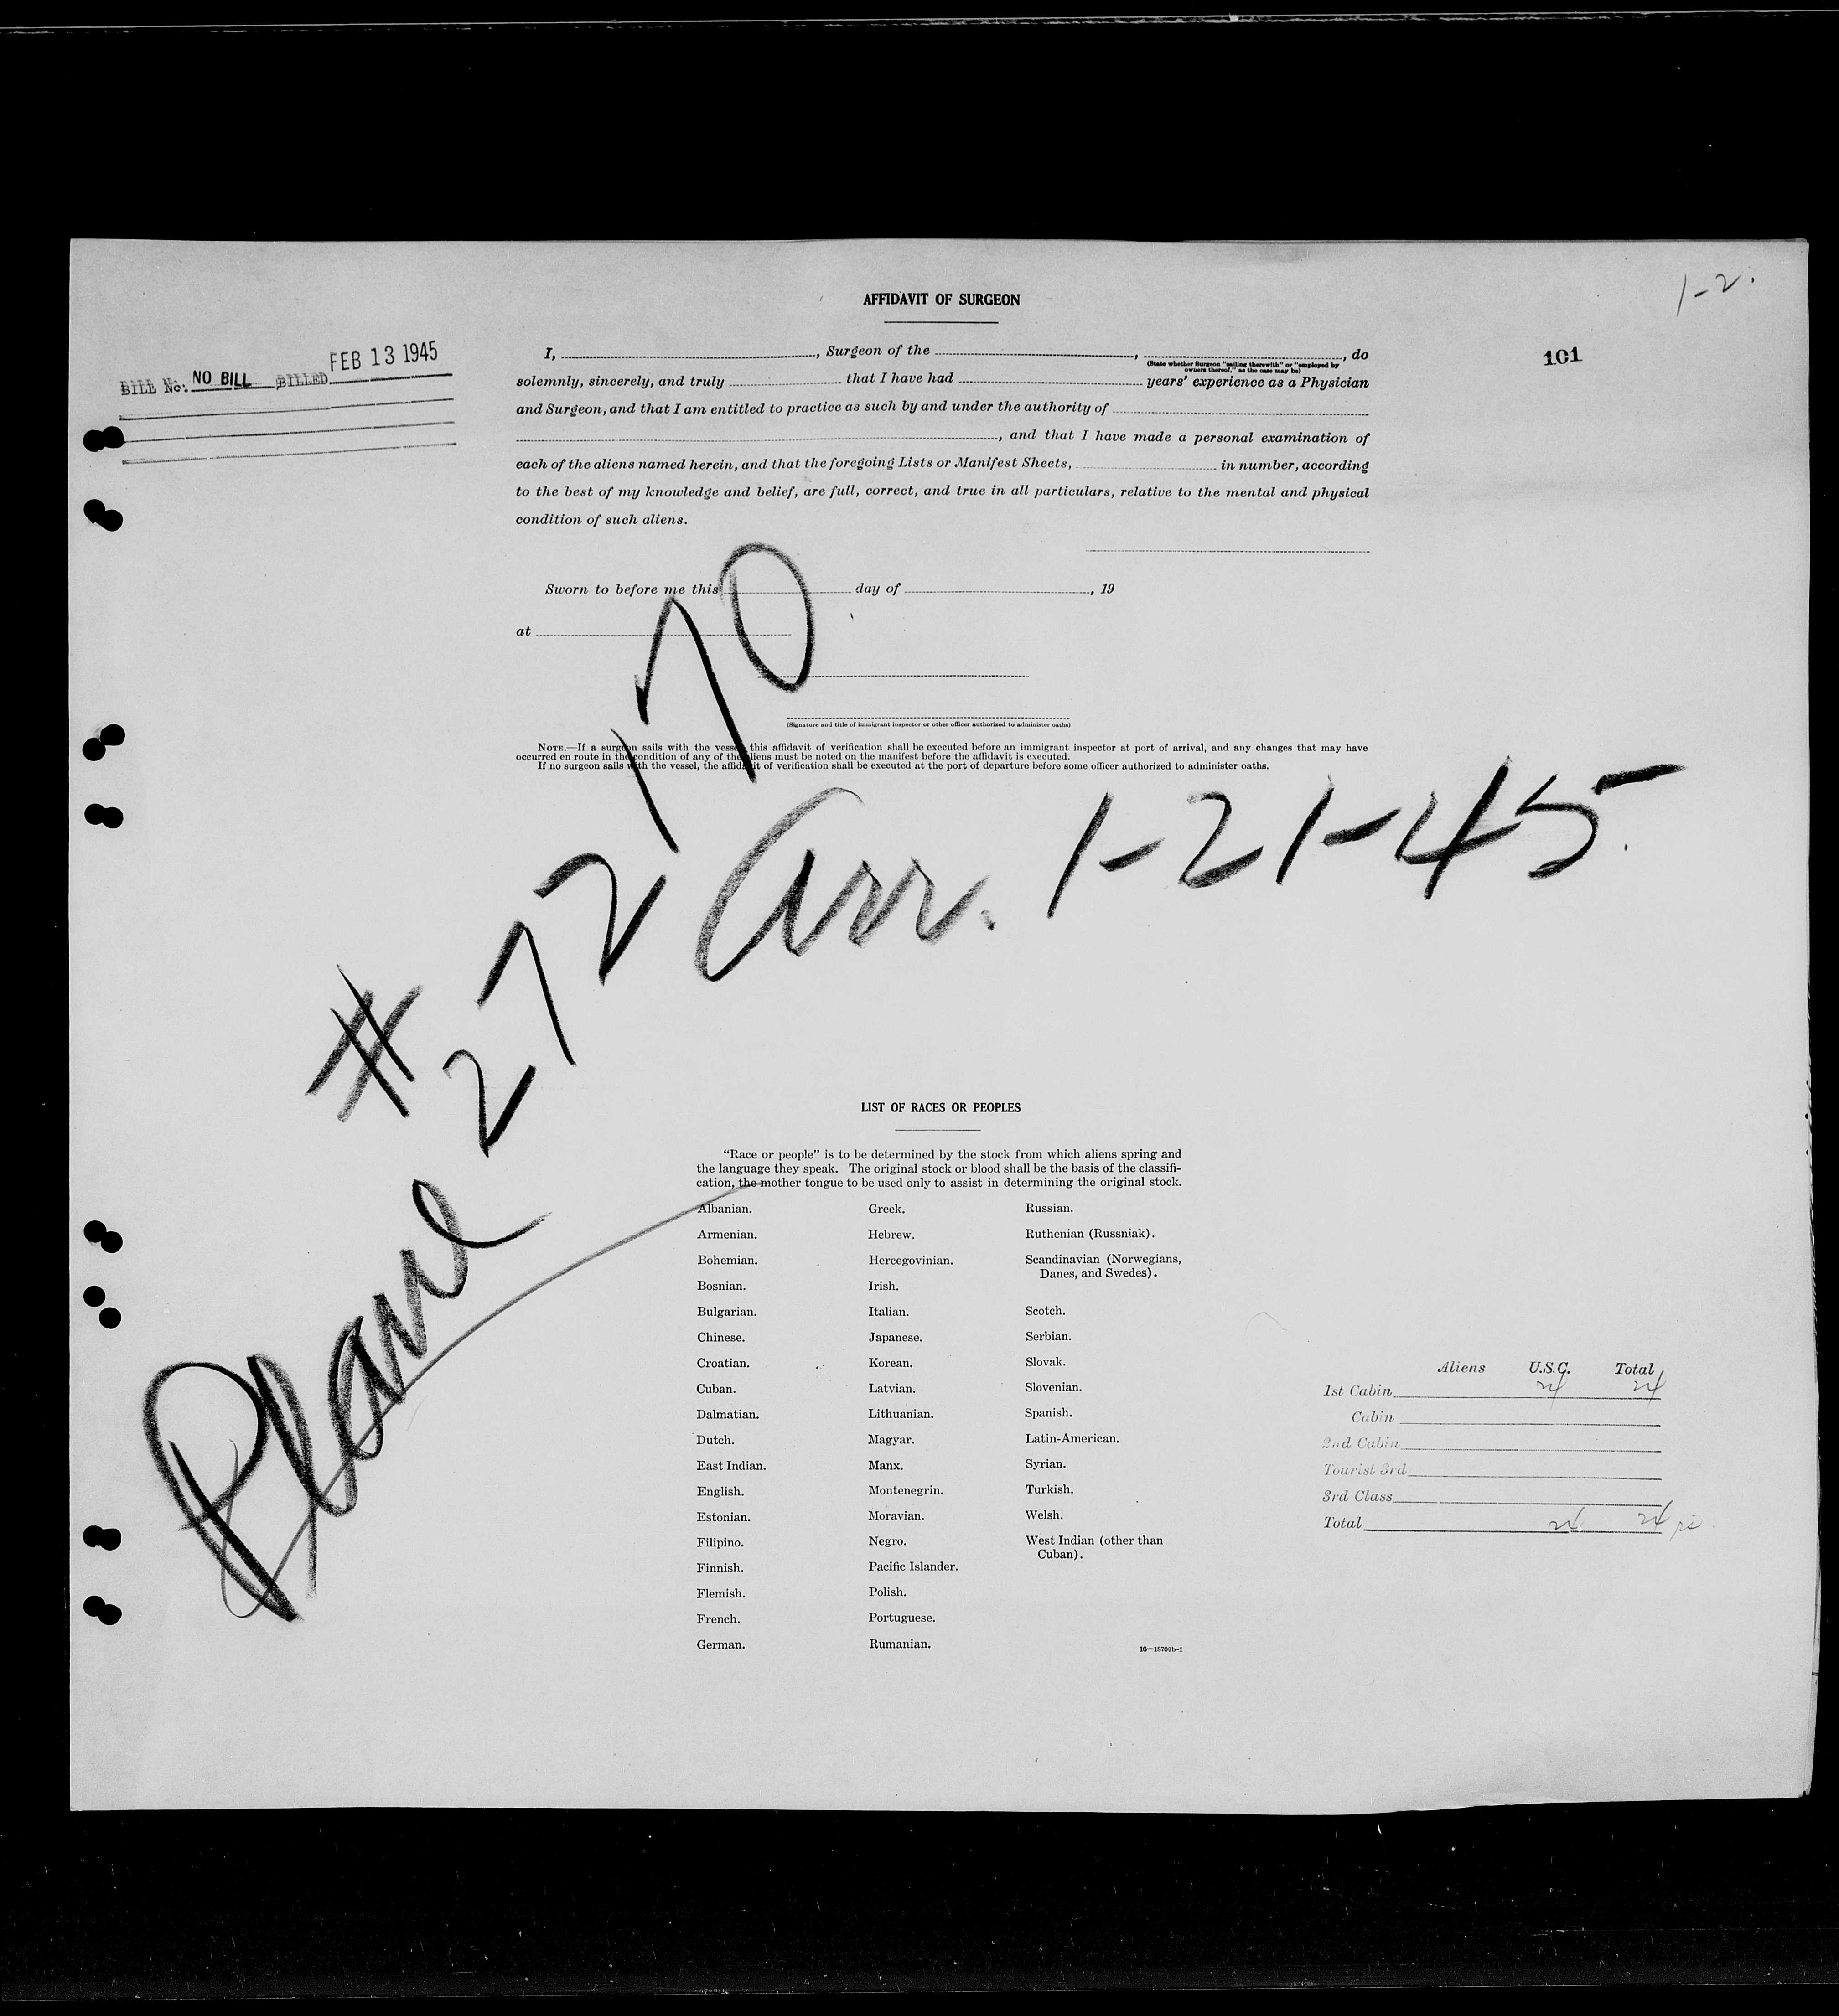 1-2.
AFFIDAVIT OF SURGEON
101
BILL No: NO BILL BILLED FEB 13 1945
I, , Surgeon of the , , do
(State whether Surgeon "sailing therewith" or "employed by
owners thereof," as the case may be)
solemnly, sincerely, and truly that I have had years' experience as a Physician
and Surgeon, and that I am entitled to practice as such by and under the authority of
, and that I have made a personal examination of
each of the aliens named herein, and that the foregoing Lists or Manifest Sheets, in number, according
to the best of my knowledge and belief, are full, correct, and true in all particulars, relative to the mental and physical
condition of such aliens.
Sworn to before me this day of , 19
at
(Signature and title of immigrant inspector or other officer authorized to administer oaths)
NOTE.—If a surgeon sails with the vessel, this affidavit of verification shall be executed before an immigrant inspector at port of arrival, and any changes that may have
occurred en route in the condition of any of the aliens must be noted on the manifest before the affidavit is executed.
If no surgeon sails with the vessel, the affidavit of verification shall be executed at the port of departure before some officer authorized to administer oaths.
Plane # 272170
Arr. 1-21-45
LIST OF RACES OR PEOPLES
"Race or people" is to be determined by the stock from which aliens spring and
the language they speak. The original stock or blood shall be the basis of the classifi-
cation, the mother tongue to be used only to assist in determining the original stock.
Albanian. Greek. Russian.
Armenian. Hebrew. Ruthenian (Russniak).
Bohemian. Hercegovinian. Scandinavian (Norwegians,
Danes, and Swedes).
Bosnian. Irish.
Bulgarian. Italian. Scotch.
Chinese. Japanese. Serbian.
Croatian. Korean. Slovak.
Cuban. Latvian. Slovenian.
Dalmatian. Lithuanian. Spanish.
Dutch. Magyar. Latin-American.
East Indian. Manx. Syrian.
English. Montenegrin. Turkish.
Estonian. Moravian. Welsh.
Filipino. Negro. West Indian (other than
Cuban).
Finnish. Pacific Islander.
Flemish. Polish.
French. Portuguese.
German. Rumanian.
16—18709b-1
Aliens U.S.C. Total
1st Cabin 24 24
Cabin
2nd Cabin
Tourist 3rd
3rd Class
Total 24 24